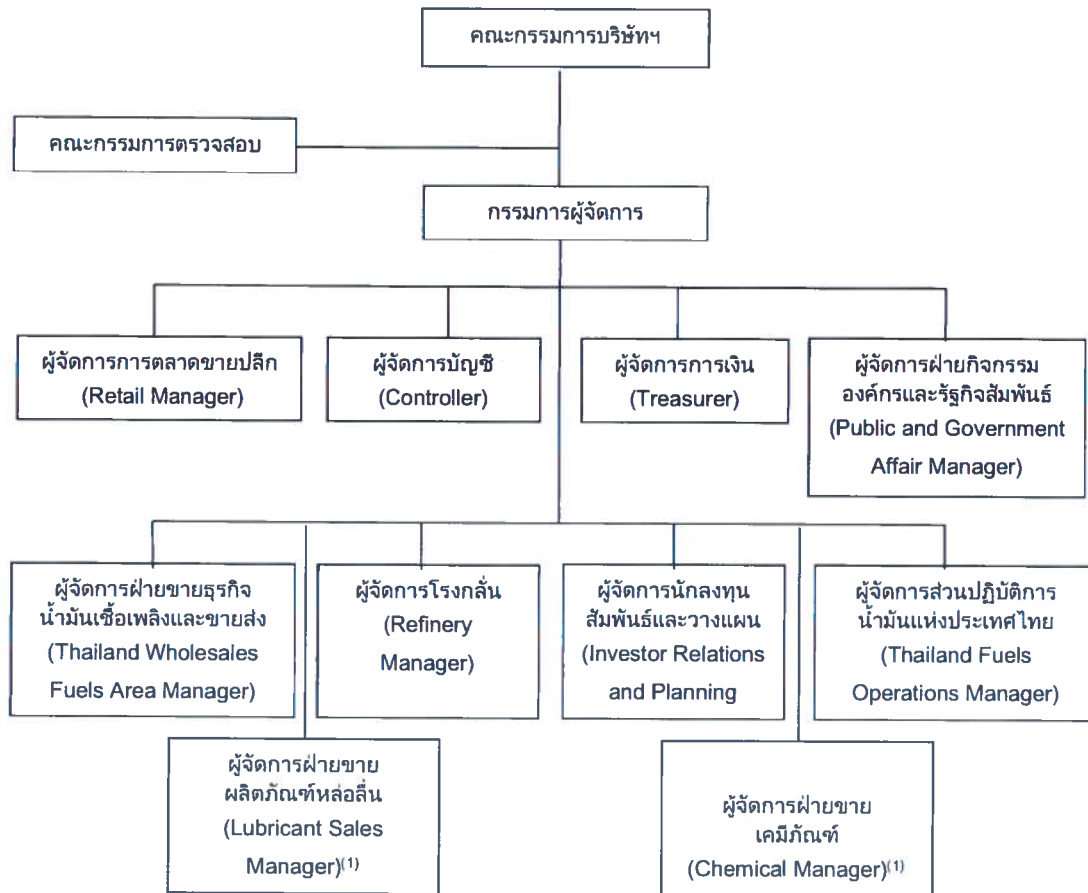 คณะกรรมการบริษัทฯ
คณะกรรมการตรวจสอบ
กรรมการผู้จัดการ
ผู้จัดการการตลาดขายปลีก
(Retail Manager)
ผู้จัดการบัญชี
(Controller)
ผู้จัดการการเงิน
(Treasurer)
ผู้จัดการฝ่ายกิจกรรม
องค์กรและรัฐกิจสัมพันธ์
(Public and Government
Affair Manager)
ผู้จัดการฝ่ายขายธุรกิจ
น้ำมันเชื้อเพลิงและขายส่ง
(Thailand Wholesales
Fuels Area Manager)
ผู้จัดการโรงกลั่น
(Refinery
Manager)
ผู้จัดการนักลงทุน
สัมพันธ์และวางแผน
(Investor Relations
and Planning
ผู้จัดการส่วนปฏิบัติการ
น้ำมันแห่งประเทศไทย
(Thailand Fuels
Operations Manager)
ผู้จัดการฝ่ายขาย
ผลิตภัณฑ์หล่อลื่น
(Lubricant Sales
Manager)(1)
ผู้จัดการฝ่ายขาย
เคมีภัณฑ์
(Chemical Manager)(1)